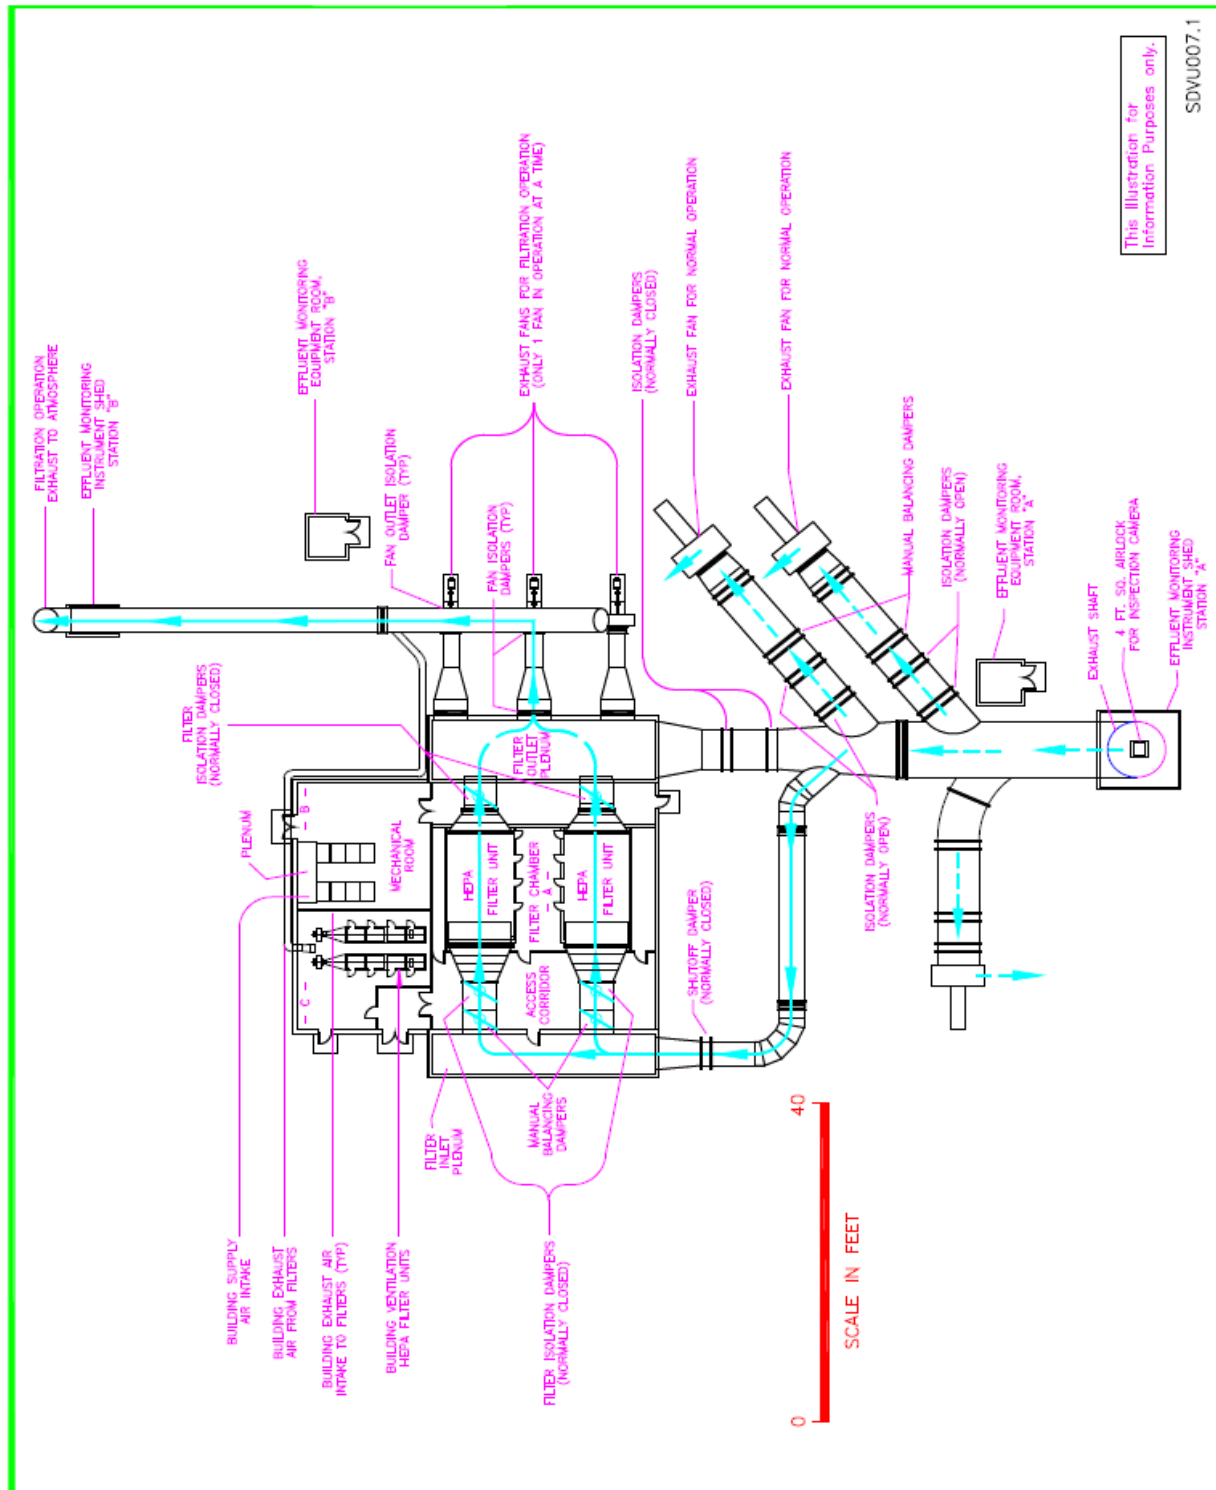 FILTRATION OPERATION
EXHAUST TO ATMOSPHERE
EFFLUENT MONITORING
INSTRUMENT SHED
STATION "B"
EFFLUENT MONITORING
EQUIPMENT ROOM,
STATION "B"
FAN OUTLET ISOLATION
DAMPER (TYP)
FAN ISOLATION
DAMPERS (TYP)
EXHAUST FANS FOR FILTRATION OPERATION
(ONLY 1 FAN IN OPERATION AT A TIME)
ISOLATION DAMPERS
(NORMALLY CLOSED)
EXHAUST FAN FOR NORMAL OPERATION
EXHAUST FAN FOR NORMAL OPERATION
MANUAL BALANCING DAMPERS
ISOLATION DAMPERS
(NORMALLY OPEN)
EFFLUENT MONITORING
EQUIPMENT ROOM,
STATION "A"
EXHAUST SHAFT
4 FT. SQ. AIRLOCK
FOR INSPECTION CAMERA
EFFLUENT MONITORING
INSTRUMENT SHED
STATION "A"
This Illustration for
Information Purposes only.
SDVU007.1
FILTER
ISOLATION DAMPERS
(NORMALLY CLOSED)
PLENUM
B
MECHANICAL
ROOM
C
FILTER
OUTLET
PLENUM
HEPA
FILTER UNIT
FILTER CHAMBER
A
HEPA
FILTER UNIT
ACCESS
CORRIDOR
SHUTOFF DAMPER
(NORMALLY CLOSED)
ISOLATION DAMPERS
(NORMALLY OPEN)
FILTER
INLET
PLENUM
MANUAL
BALANCING
DAMPERS
BUILDING SUPPLY
AIR INTAKE
BUILDING EXHAUST
AIR FROM FILTERS
BUILDING EXHAUST AIR
INTAKE TO FILTERS (TYP)
BUILDING VENTILATION
HEPA FILTER UNITS
FILTER ISOLATION DAMPERS
(NORMALLY CLOSED)
0
40
SCALE IN FEET